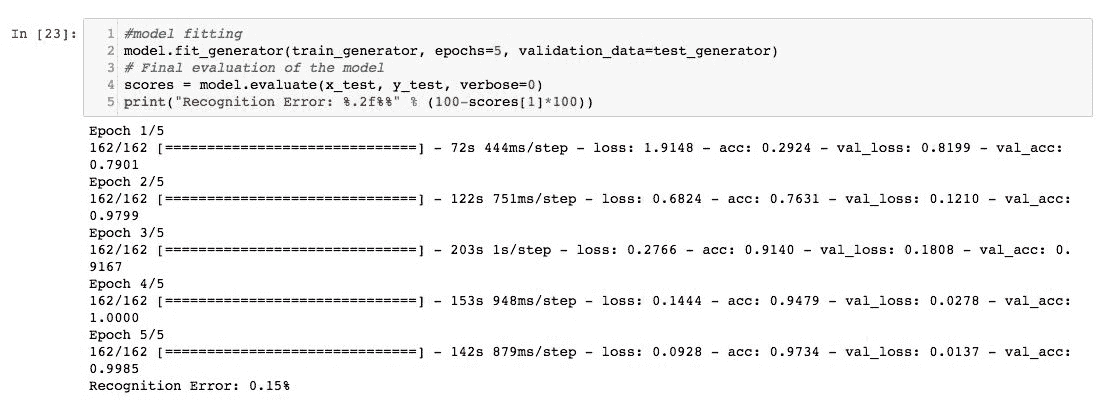 In [23]:
1 #model fitting
2 model.fit_generator(train_generator, epochs=5, validation_data=test_generator)
3 # Final evaluation of the model
4 scores = model.evaluate(x_test, y_test, verbose=0)
5 print("Recognition Error: %.2f%%" % (100-scores[1]*100))
Epoch 1/5
162/162 [==============================] - 72s 444ms/step - loss: 1.9148 - acc: 0.2924 - val_loss: 0.8199 - val_acc:
0.7901
Epoch 2/5
162/162 [==============================] - 122s 751ms/step - loss: 0.6824 - acc: 0.7631 - val_loss: 0.1210 - val_acc:
0.9799
Epoch 3/5
162/162 [==============================] - 203s 1s/step - loss: 0.2766 - acc: 0.9140 - val_loss: 0.1808 - val_acc: 0.
9167
Epoch 4/5
162/162 [==============================] - 153s 948ms/step - loss: 0.1444 - acc: 0.9479 - val_loss: 0.0278 - val_acc:
1.0000
Epoch 5/5
162/162 [==============================] - 142s 879ms/step - loss: 0.0928 - acc: 0.9734 - val_loss: 0.0137 - val_acc:
0.9985
Recognition Error: 0.15%